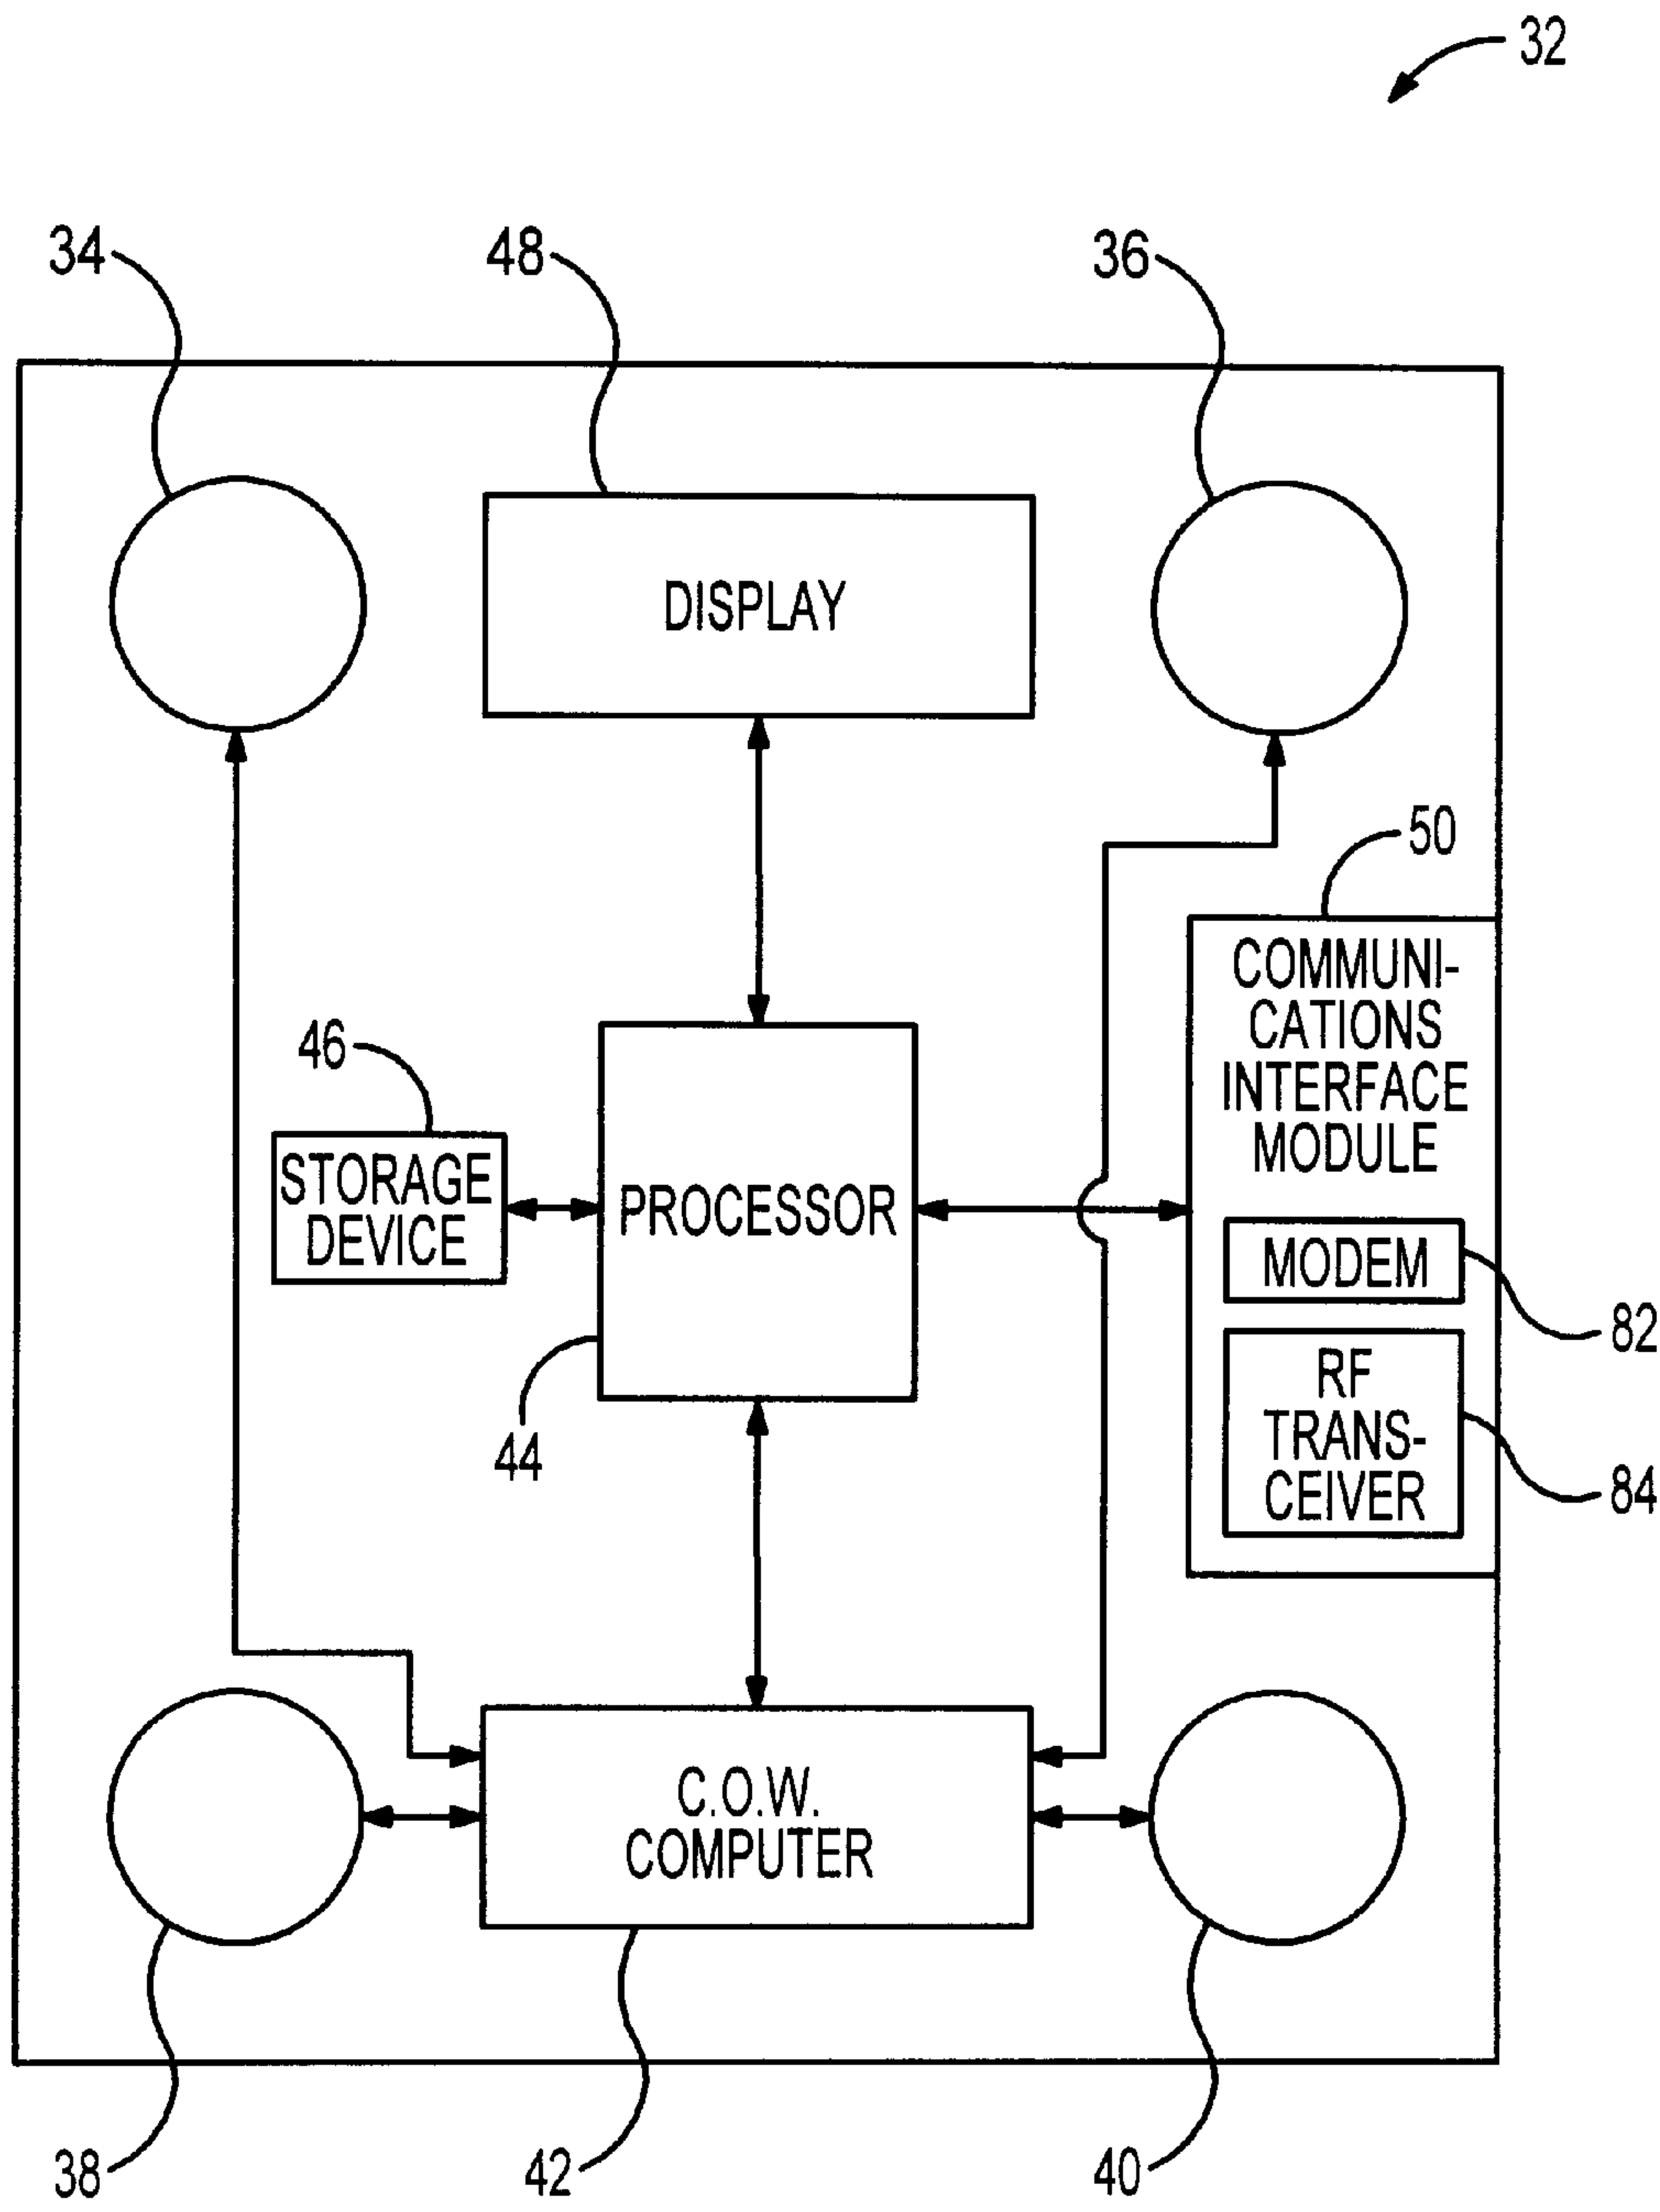 32
34
48
36
DISPLAY
50
COMMUNI-
CATIONS
INTERFACE
MODULE
46
STORAGE
DEVICE
PROCESSOR
MODEM
82
RF
TRANS-
CEIVER
44
84
C.O.W.
COMPUTER
38
42
40